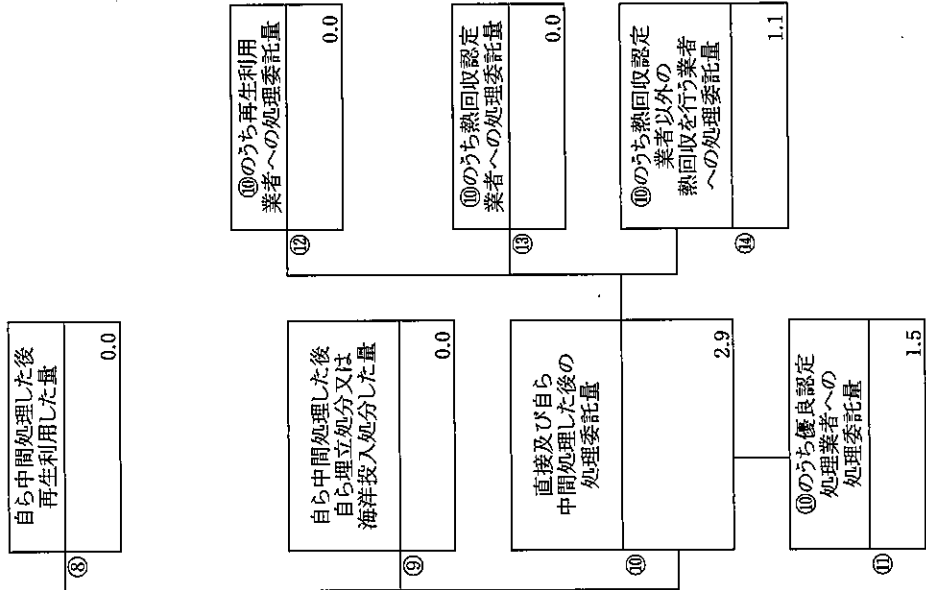 ⑧
自ら中間処理した後
再生利用した量
0.0
⑨
自ら中間処理した後
自ら埋立処分又は
海洋投入処分した量
0.0
⑩
直接及び自ら
中間処理した後の
処理委託量
2.9
⑪
⑩のうち優良認定
処理業者への
処理委託量
1.5
⑫
⑩のうち再生利用
業者への処理委託量
0.0
⑬
⑩のうち熱回収認定
業者への処理委託量
0.0
⑭
⑩のうち熱回収認定
業者以外の
熱回収を行う業者
への処理委託量
1.1